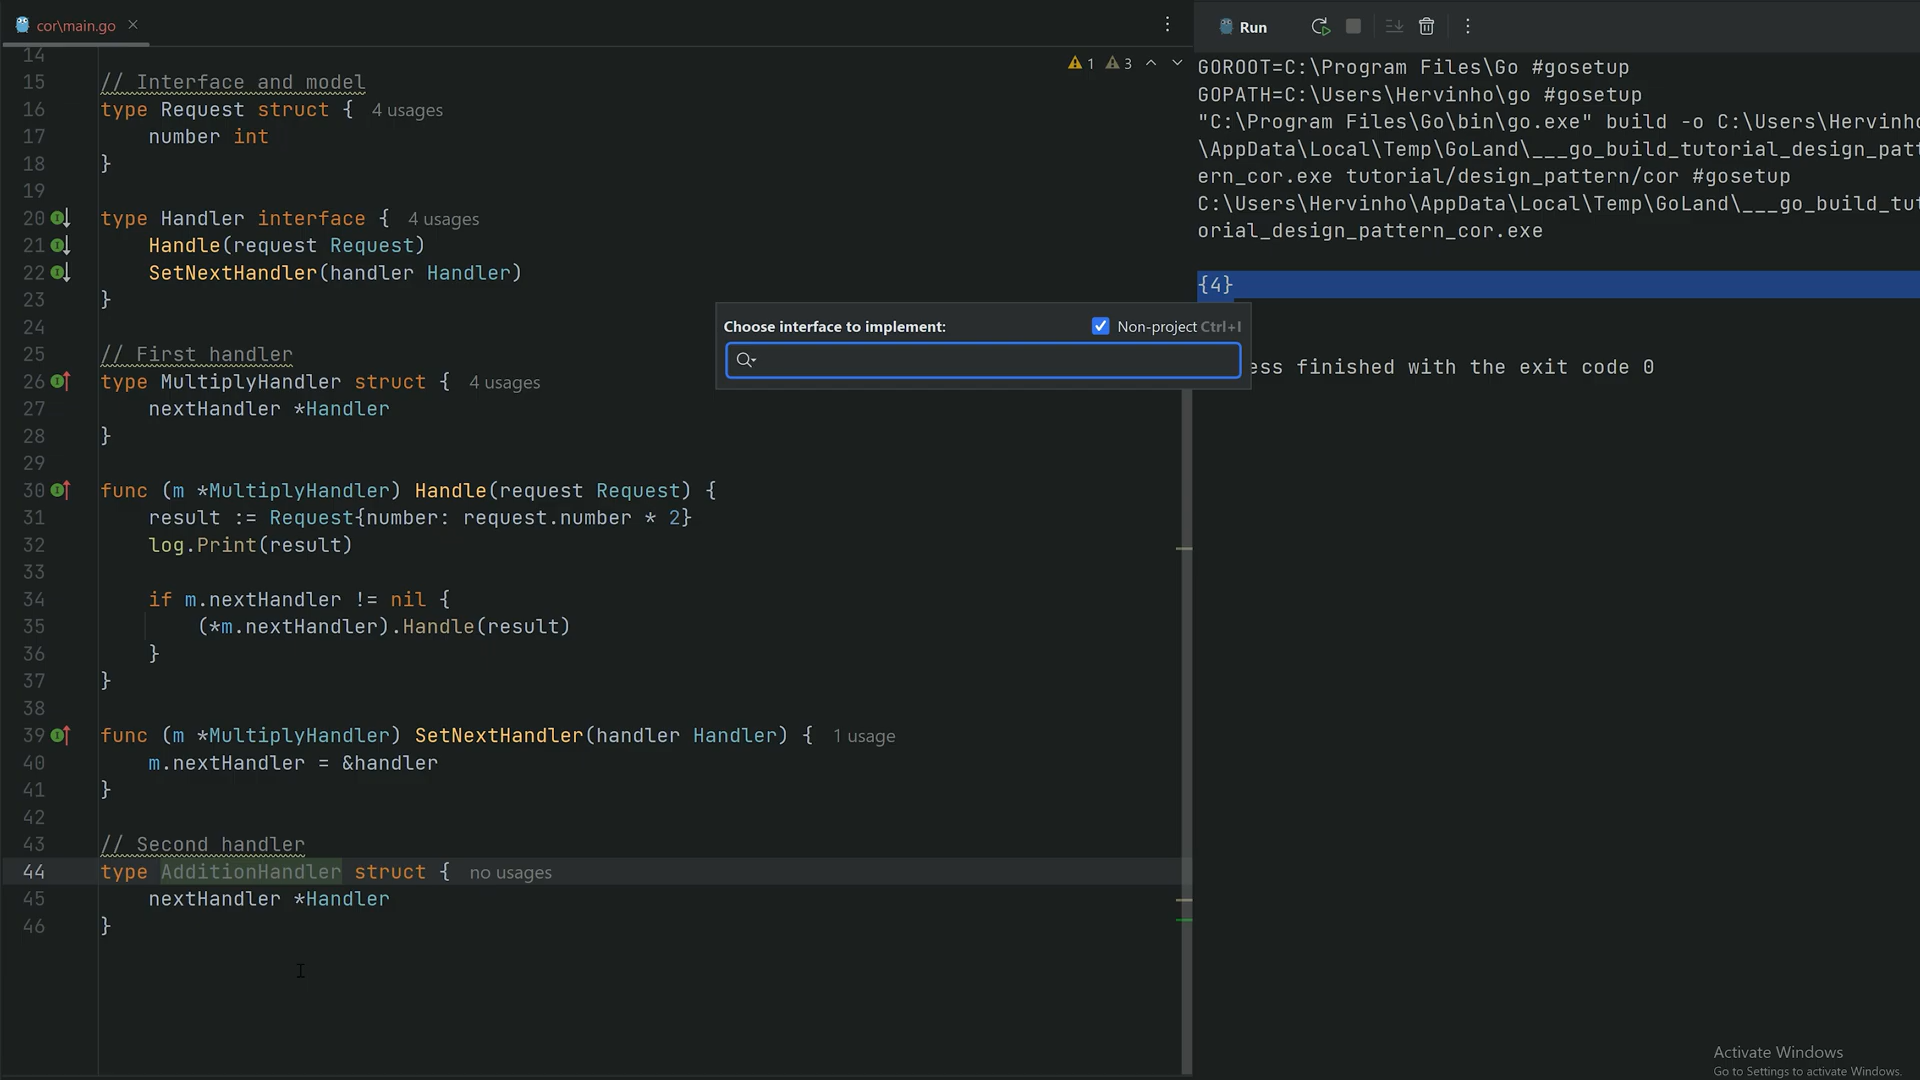 cor\main.go
Run
1 3
14
15 // Interface and model
16 type Request struct { 4 usages
17 number int
18 }
19
20 type Handler interface { 4 usages
21 Handle(request Request)
22 SetNextHandler(handler Handler)
23 }
24
25 // First handler
26 type MultiplyHandler struct { 4 usages
27 nextHandler *Handler
28 }
29
30 func (m *MultiplyHandler) Handle(request Request) {
31 result := Request{number: request.number * 2}
32 log.Print(result)
33
34 if m.nextHandler != nil {
35 (*m.nextHandler).Handle(result)
36 }
37 }
38
39 func (m *MultiplyHandler) SetNextHandler(handler Handler) { 1 usage
40 m.nextHandler = &handler
41 }
42
43 // Second handler
44 type AdditionHandler struct { no usages
45 nextHandler *Handler
46 }
Choose interface to implement: Non-project Ctrl+I
GOROOT=C:\Program Files\Go #gosetup
GOPATH=C:\Users\Hervinho\go #gosetup
"C:\Program Files\Go\bin\go.exe" build -o C:\Users\Hervinho
\AppData\Local\Temp\GoLand\___go_build_tutorial_design_patt
ern_cor.exe tutorial/design_pattern/cor #gosetup
C:\Users\Hervinho\AppData\Local\Temp\GoLand\___go_build_tut
orial_design_pattern_cor.exe
{4}
ess finished with the exit code 0
Activate Windows
Go to Settings to activate Windows.